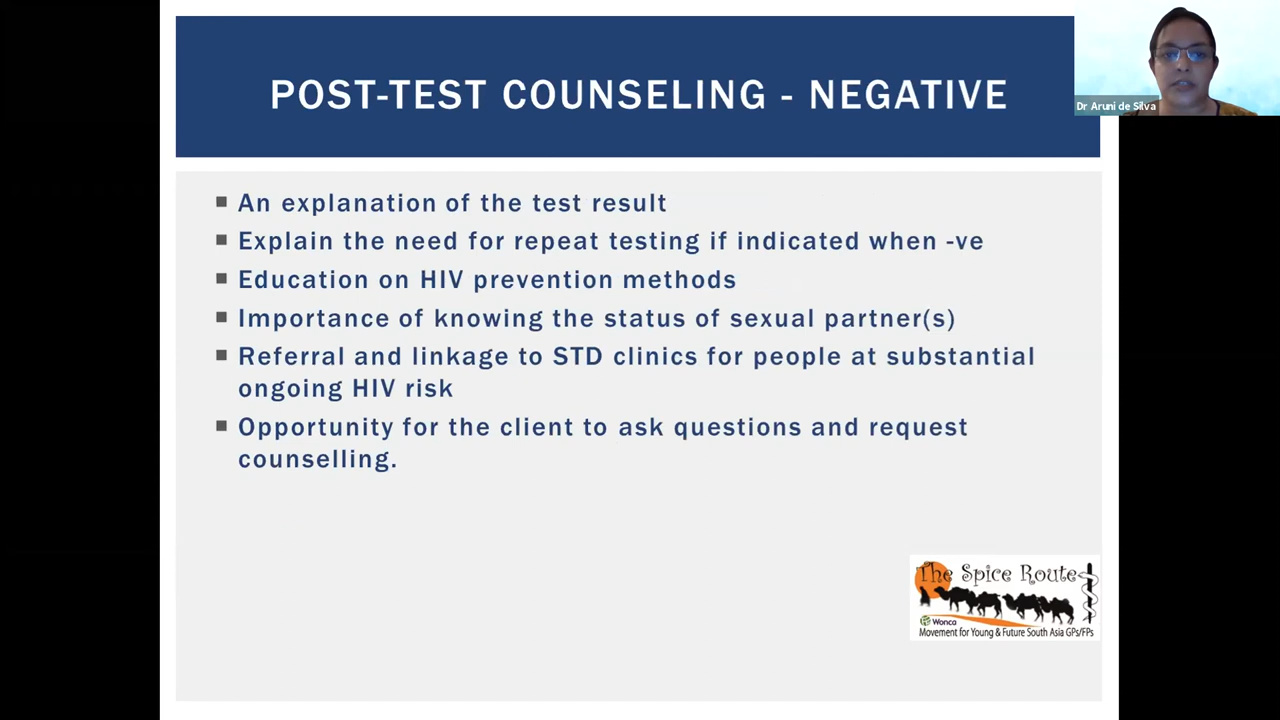 POST-TEST COUNSELING - NEGATIVE
Dr Aruni de Silva
An explanation of the test result
Explain the need for repeat testing if indicated when -ve
Education on HIV prevention methods
Importance of knowing the status of sexual partner(s)
Referral and linkage to STD clinics for people at substantial
ongoing HIV risk
Opportunity for the client to ask questions and request
counselling.
The Spice Route
Wonca
Movement for Young & Future South Asia GPs/FPs